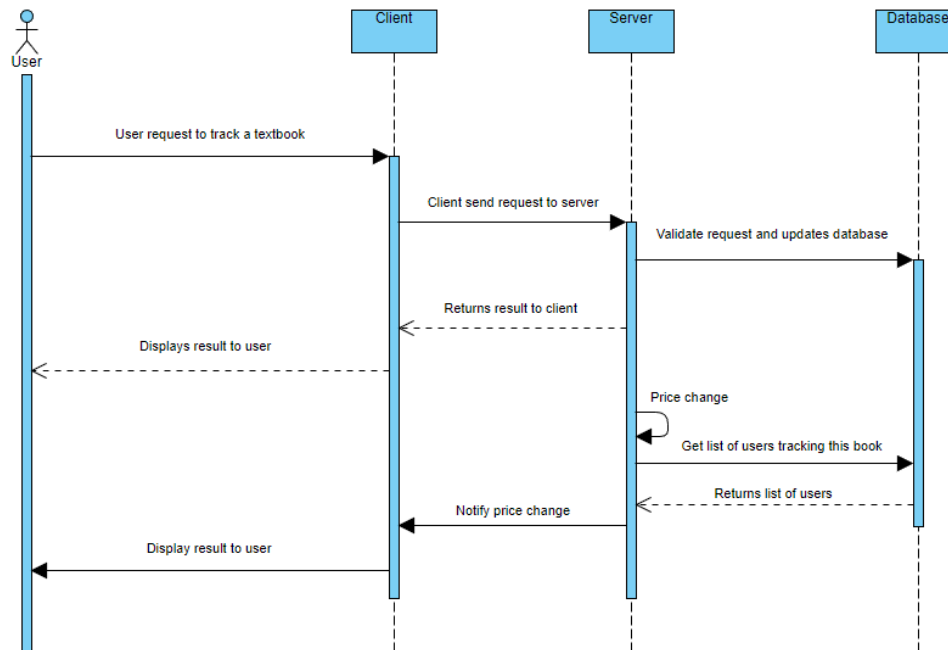 Client
Server
Database
User
User request to track a textbook
Client send request to server
Validate request and updates database
Returns result to client
Displays result to user
Price change
Get list of users tracking this book
Returns list of users
Notify price change
Display result to user